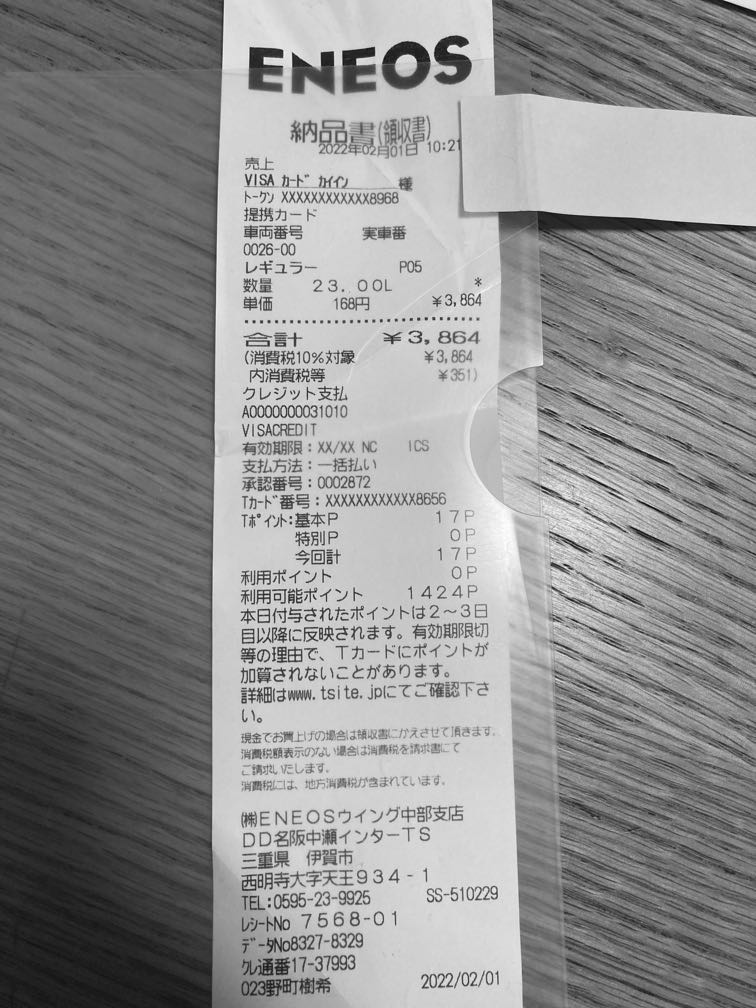 ENEOS
納品書(領収書)
2022年02月01日 10:21
売上
VISA カード カイイン 様
トークン XXXXXXXXXXXX8968
提携カード
車両番号 実車番
0026-00
レギュラー P05
数量 23.00L *
単価 168円 ¥3,864
合計 ¥3,864
(消費税10%対象 ¥3,864
内消費税等 ¥351)
クレジット支払
A0000000031010
VISACREDIT
有効期限:XX/XX NC ICS
支払方法:一括払い
承認番号:0002872
Tカード番号:XXXXXXXXXXXX8656
Tポイント:基本P 17P
特別P 0P
今回計 17P
利用ポイント 0P
利用可能ポイント 1424P
本日付与されたポイントは2~3日
目以降に反映されます。有効期限切
等の理由で、Tカードにポイントが
加算されないことがあります。
詳細はwww.tsite.jpにてご確認下さ
い。
現金でお買上げの場合は領収書にかえさせて頂きます。
消費税額表示のない場合は消費税を請求書にて
ご請求いたします。
消費税には、地方消費税が含まれています。
㈱ENEOSウイング中部支店
DD名阪中瀬インターTS
三重県 伊賀市
西明寺大字天王934-1
TEL:0595-23-9925 SS-510229
レシートNo 7568-01
データNo8327-8329
クレ通番17-37993
023野町樹希 2022/02/01